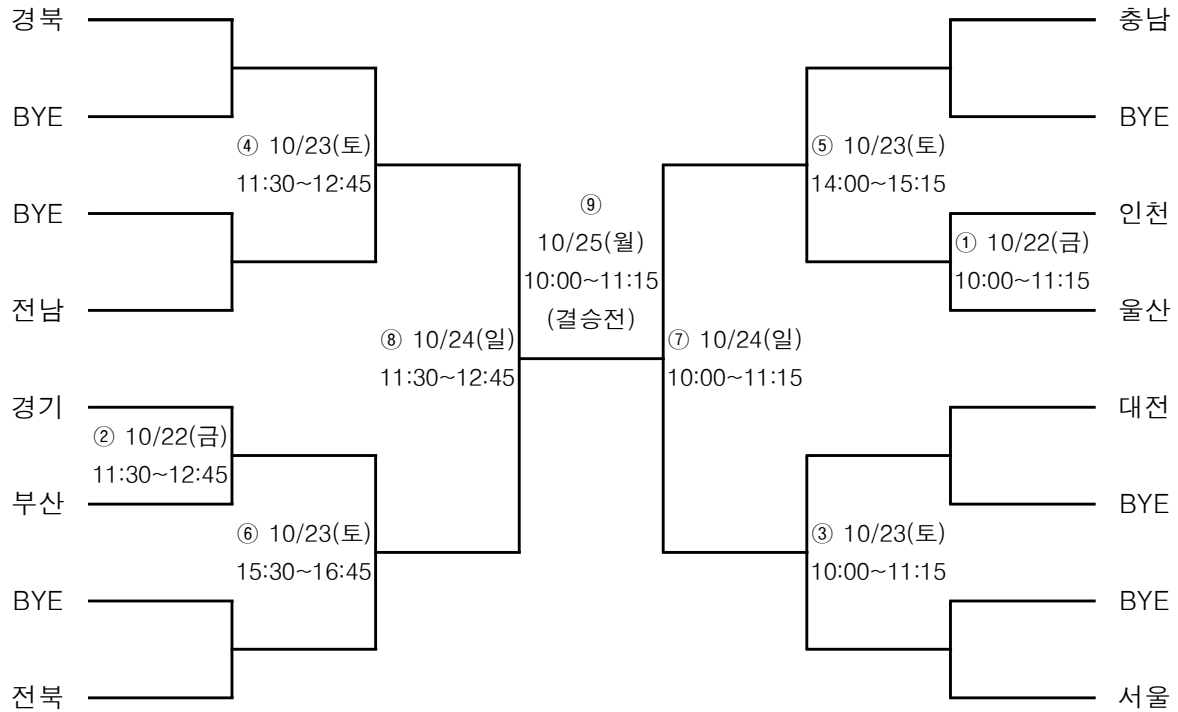 경북
BYE
④ 10/23(토)
11:30~12:45
BYE
전남
⑧ 10/24(일)
11:30~12:45
경기
② 10/22(금)
11:30~12:45
부산
⑥ 10/23(토)
15:30~16:45
BYE
전북
⑨
10/25(월)
10:00~11:15
(결승전)
충남
BYE
⑤ 10/23(토)
14:00~15:15
인천
① 10/22(금)
10:00~11:15
울산
⑦ 10/24(일)
10:00~11:15
대전
BYE
③ 10/23(토)
10:00~11:15
BYE
서울